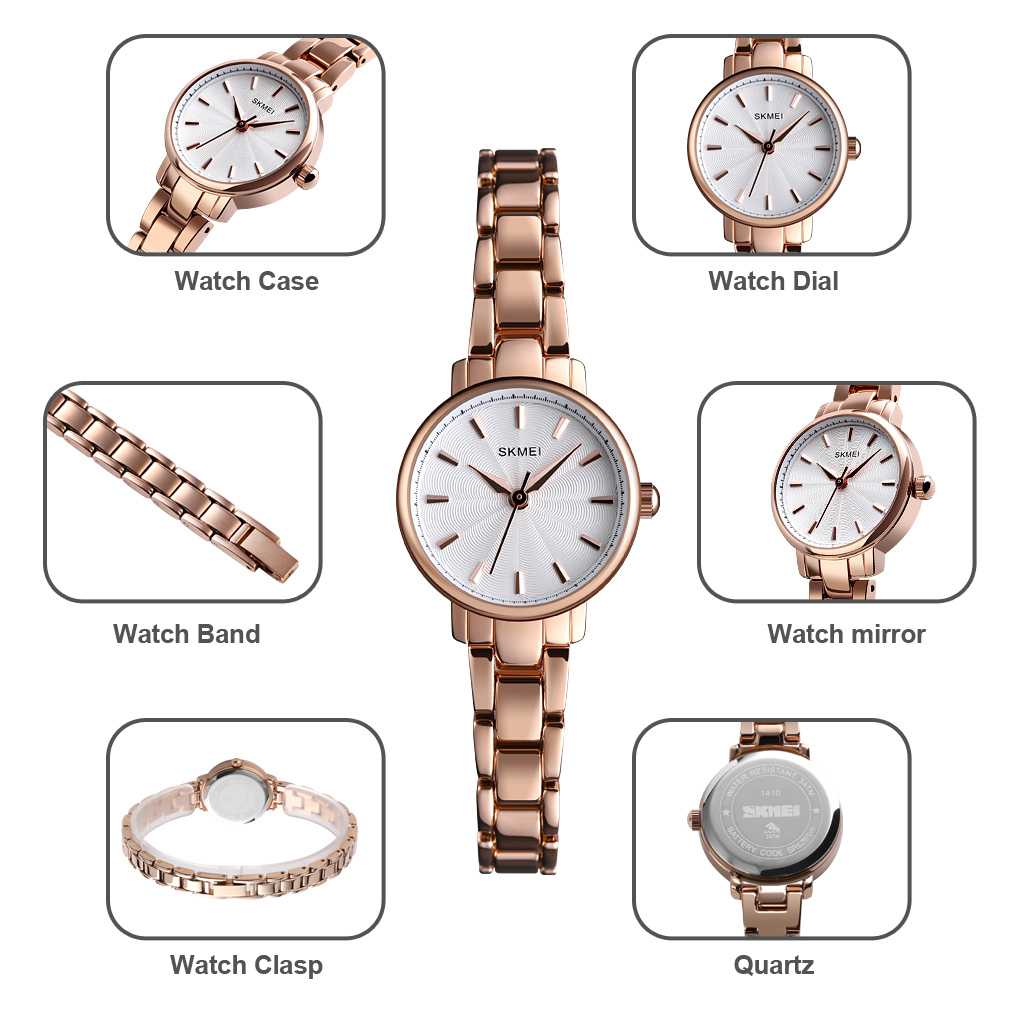 SKMEI
SKMEI
Watch Case
Watch Dial
SKMEI
SKMEI
Watch Band
Watch mirror
WATER RESISTANT 3ATM
1410
SKMEI
BATTERY CODE
Watch Clasp
Quartz